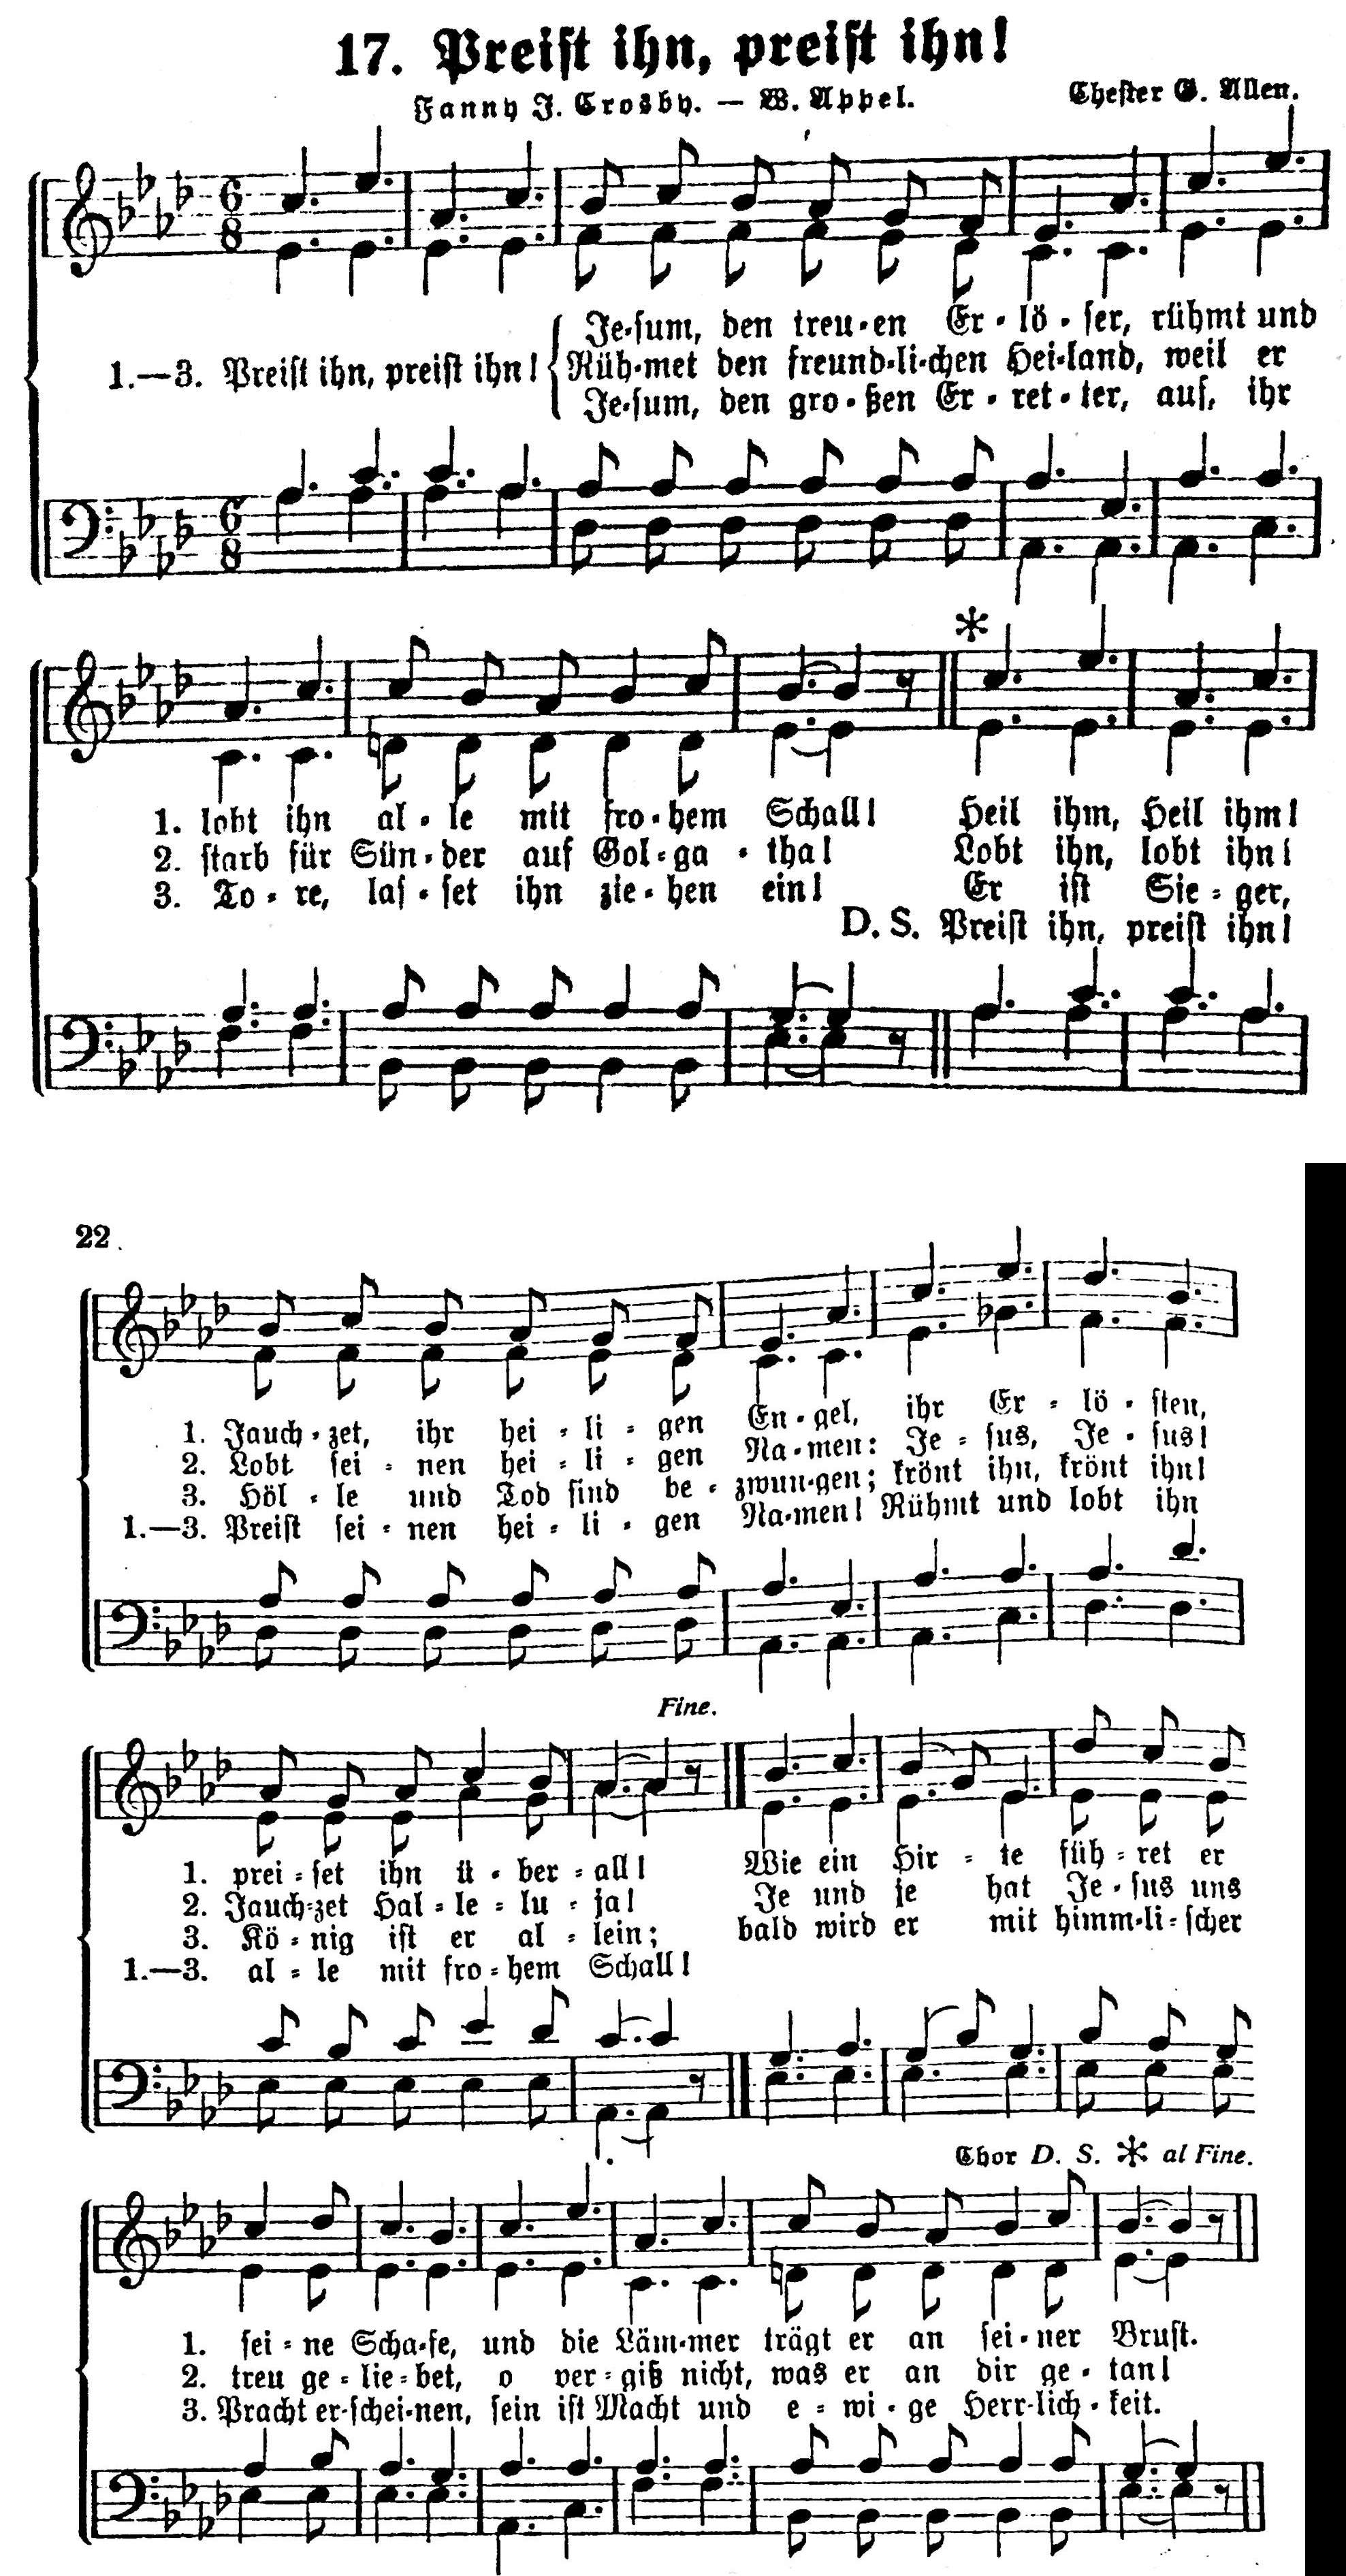 17. Preist ihn, preist ihn!
Fanny J. Crosby. — W. Appel.
Chester G. Allen.
Je-sum, den treu-en Er-lö-ser, rühmt und
1.—3. Preist ihn, preist ihn! Rüh-met den freund-li-chen Hei-land, weil er
Je-sum, den gro-ßen Er-ret-ter, auf, ihr
1. lobt ihn al-le mit fro-hem Schall! Heil ihm, Heil ihm!
2. starb für Sün-der auf Gol-ga-tha! Lobt ihn, lobt ihn!
3. To-re, las-set ihn zie-hen ein! Er ist Sie-ger,
D. S. Preist ihn, preist ihn!
22
1. Jauch-zet, ihr hei-li-gen En-gel, ihr Er-lö-sten,
2. Lobt sei-nen hei-li-gen Na-men: Je-sus, Je-sus!
3. Höl-le und Tod sind be-zwun-gen; krönt ihn, krönt ihn!
1.—3. Preist sei-nen hei-li-gen Na-men! Rühmt und lobt ihn
Fine.
1. prei-set ihn ü-ber-all! Wie ein Hir-te füh-ret er
2. Jauch-zet Hal-le-lu-ja! Je und je hat Je-sus uns
3. Kö-nig ist er al-lein; bald wird er mit himm-li-scher
1.—3. al-le mit fro-hem Schall!
Chor D. S. * al Fine.
1. sei-ne Scha-fe, und die Läm-mer trägt er an sei-ner Brust.
2. treu ge-lie-bet, o ver-giß nicht, was er an dir ge-tan!
3. Pracht er-schei-nen, sein ist Macht und e-wi-ge Herr-lich-keit.